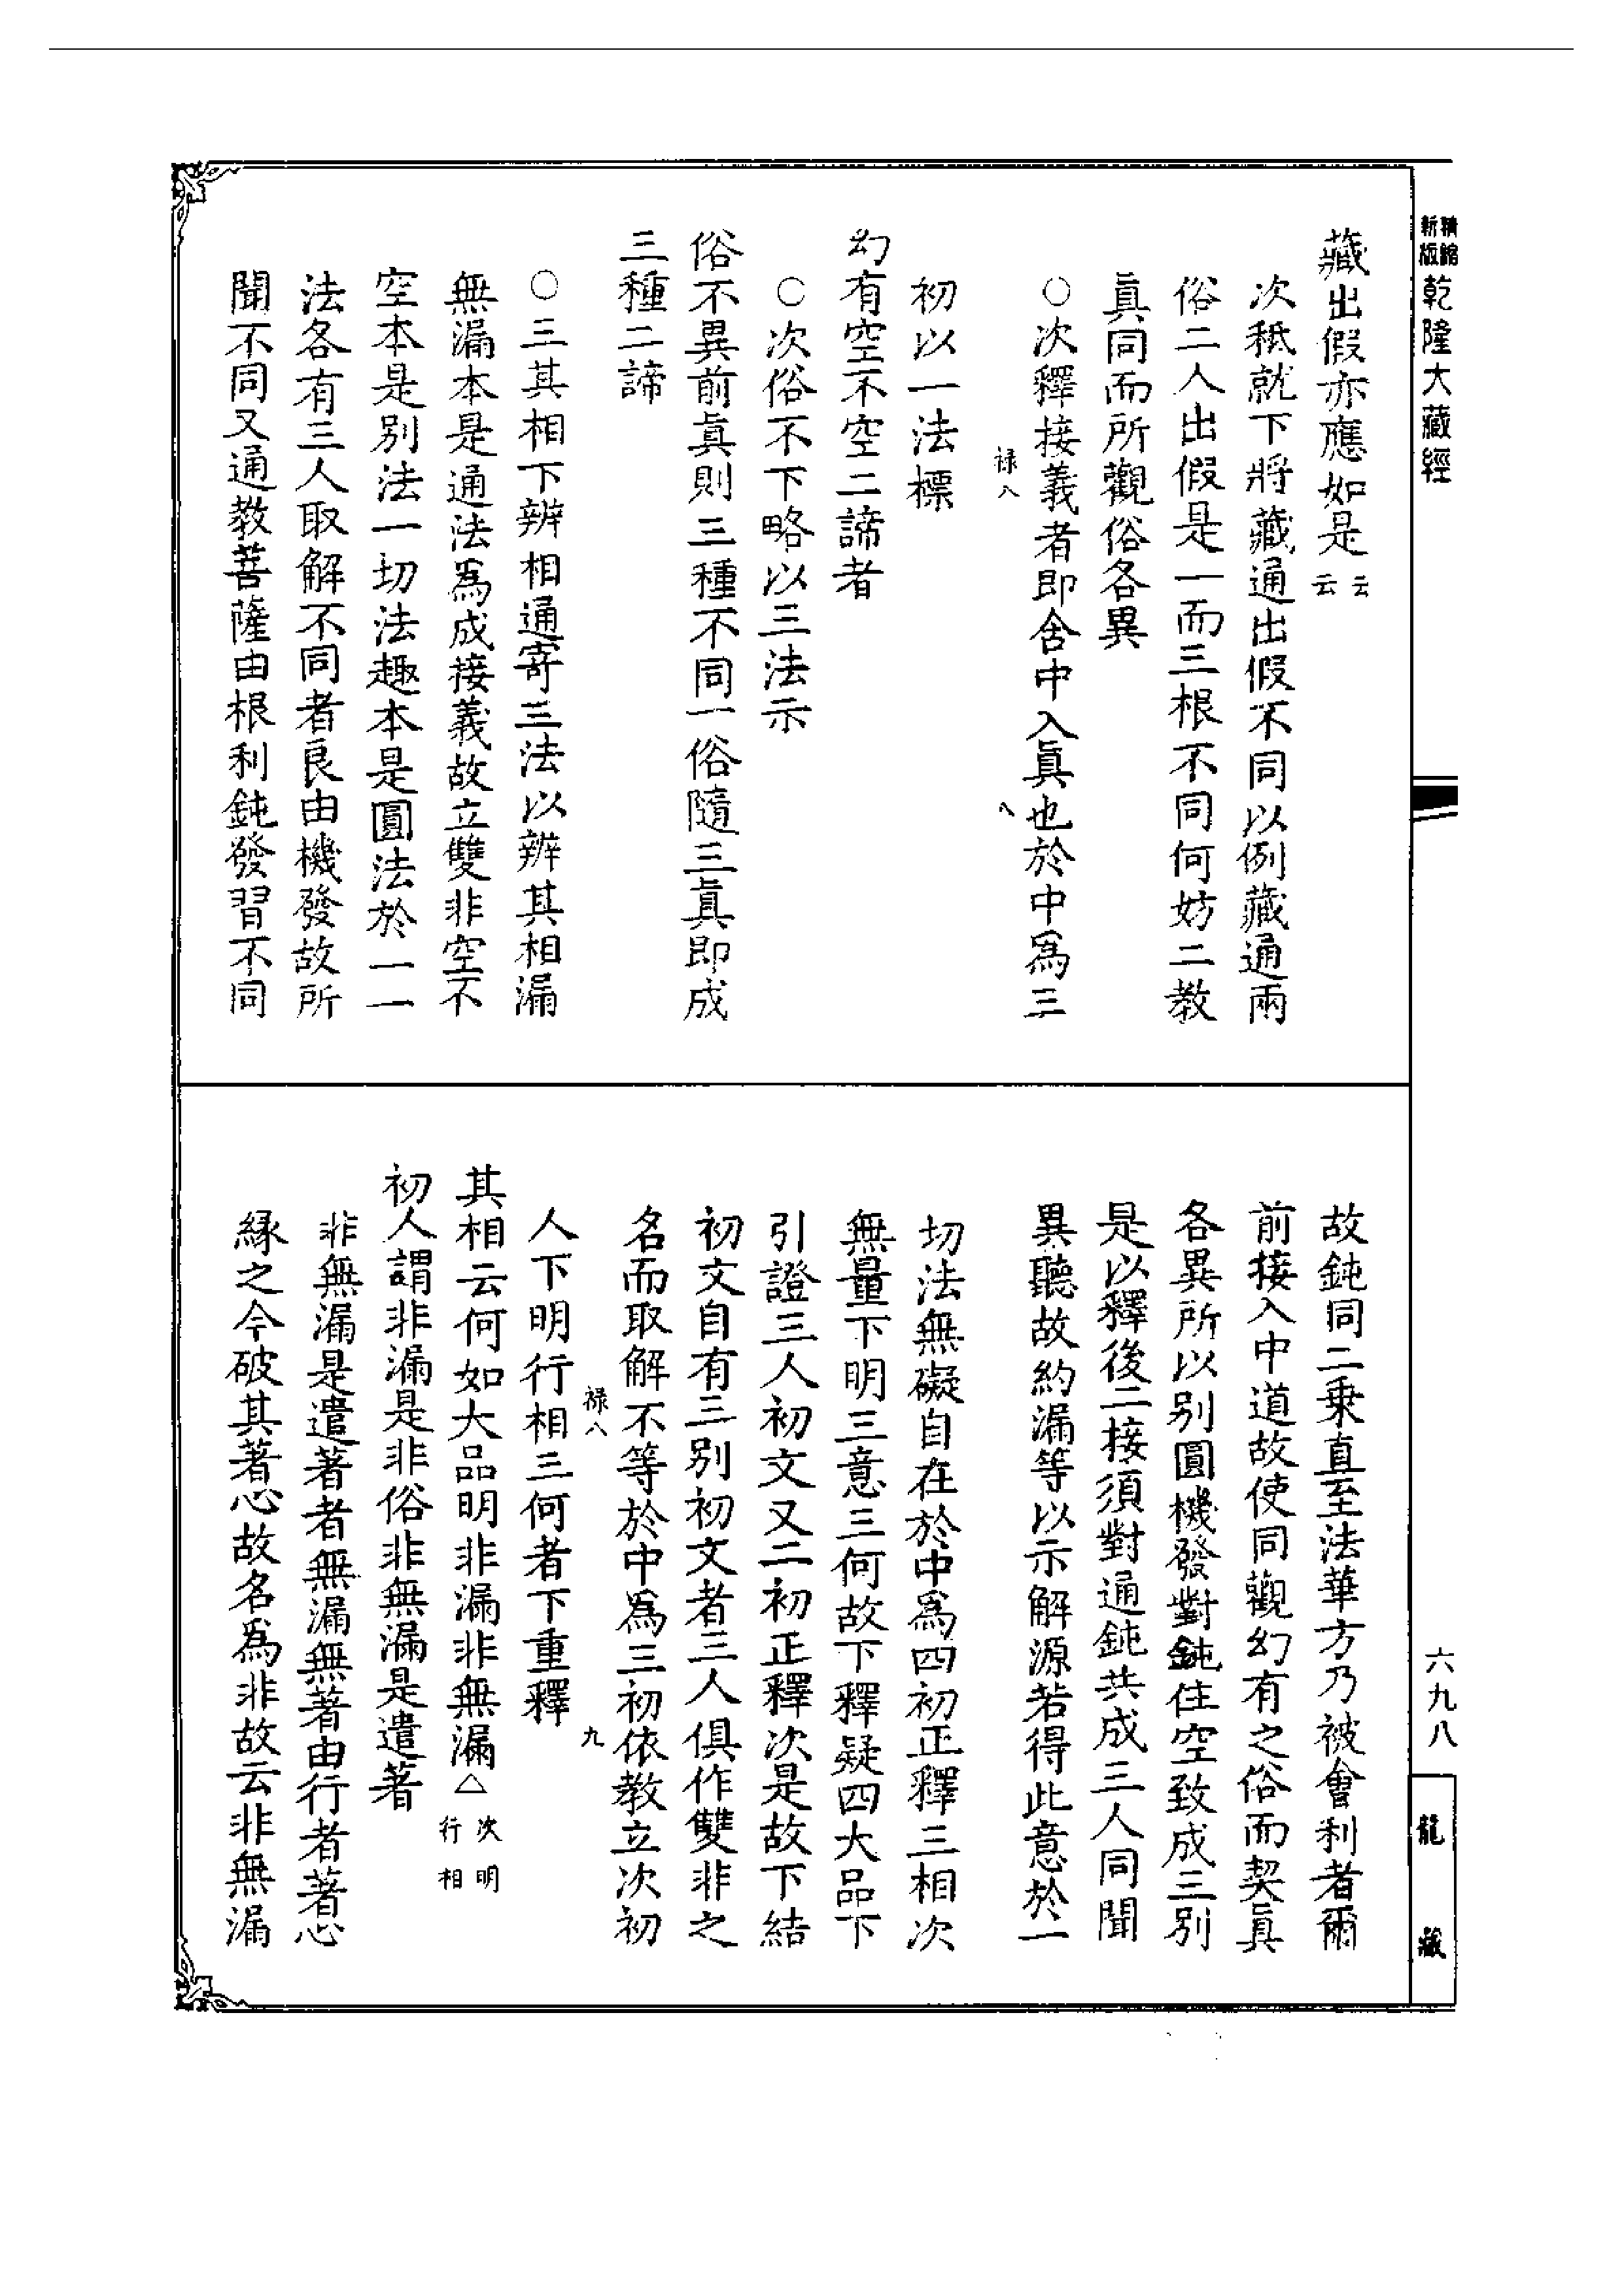 精縮新版乾隆大藏經
藏出假亦應如是云云
次秪就下將藏通出假不同以例藏通兩
俗二人出假是一而三根不同何妨二教
眞同而所觀俗各異
○次釋接義者即含中入眞也於中爲三
祿八 八
初以一法標
幻有空不空二諦者
○次俗不下略以三法示
俗不異前眞則三種不同一俗隨三眞即成
三種二諦
○三其相下辨相通寄三法以辨其相漏
無漏本是通法爲成接義故立雙非空不
空本是別法一切法趣本是圓法於一一
法各有三人取解不同者良由機發故所
聞不同又通教菩薩由根利鈍發習不同
故鈍同二乗直至法華方乃被會利者爾
前接入中道故使同觀幻有之俗而契眞
各異所以別圓機發對鈍住空致成三別
是以釋後二接須對通鈍共成三人同聞
異聽故約漏等以示解源若得此意於一
切法無礙自在於中爲四初正釋三相次
無量下明三意三何故下釋疑四大品下
引證三人初文又二初正釋次是故下結
初文自有三別初文者三人俱作雙非之
名而取解不等於中爲三初依教立次初
祿八 九
人下明行相三何者下重釋
其相云何如大品明非漏非無漏△次明行相
初人謂非漏是非俗非無漏是遣著
非無漏是遣著者無漏無著由行者著心
緣之今破其著心故名爲非故云非無漏
六九八
龍藏